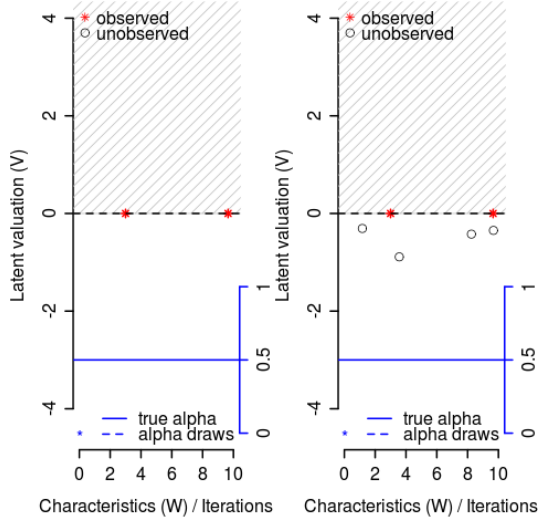 observed
unobserved
4
2
0
-2
-4
Latent valuation (V)
1
0.5
0
true alpha
alpha draws
0 2 4 6 8 10
Characteristics (W) / Iterations
observed
unobserved
4
2
0
-2
-4
Latent valuation (V)
1
0.5
0
true alpha
alpha draws
0 2 4 6 8 10
Characteristics (W) / Iterations